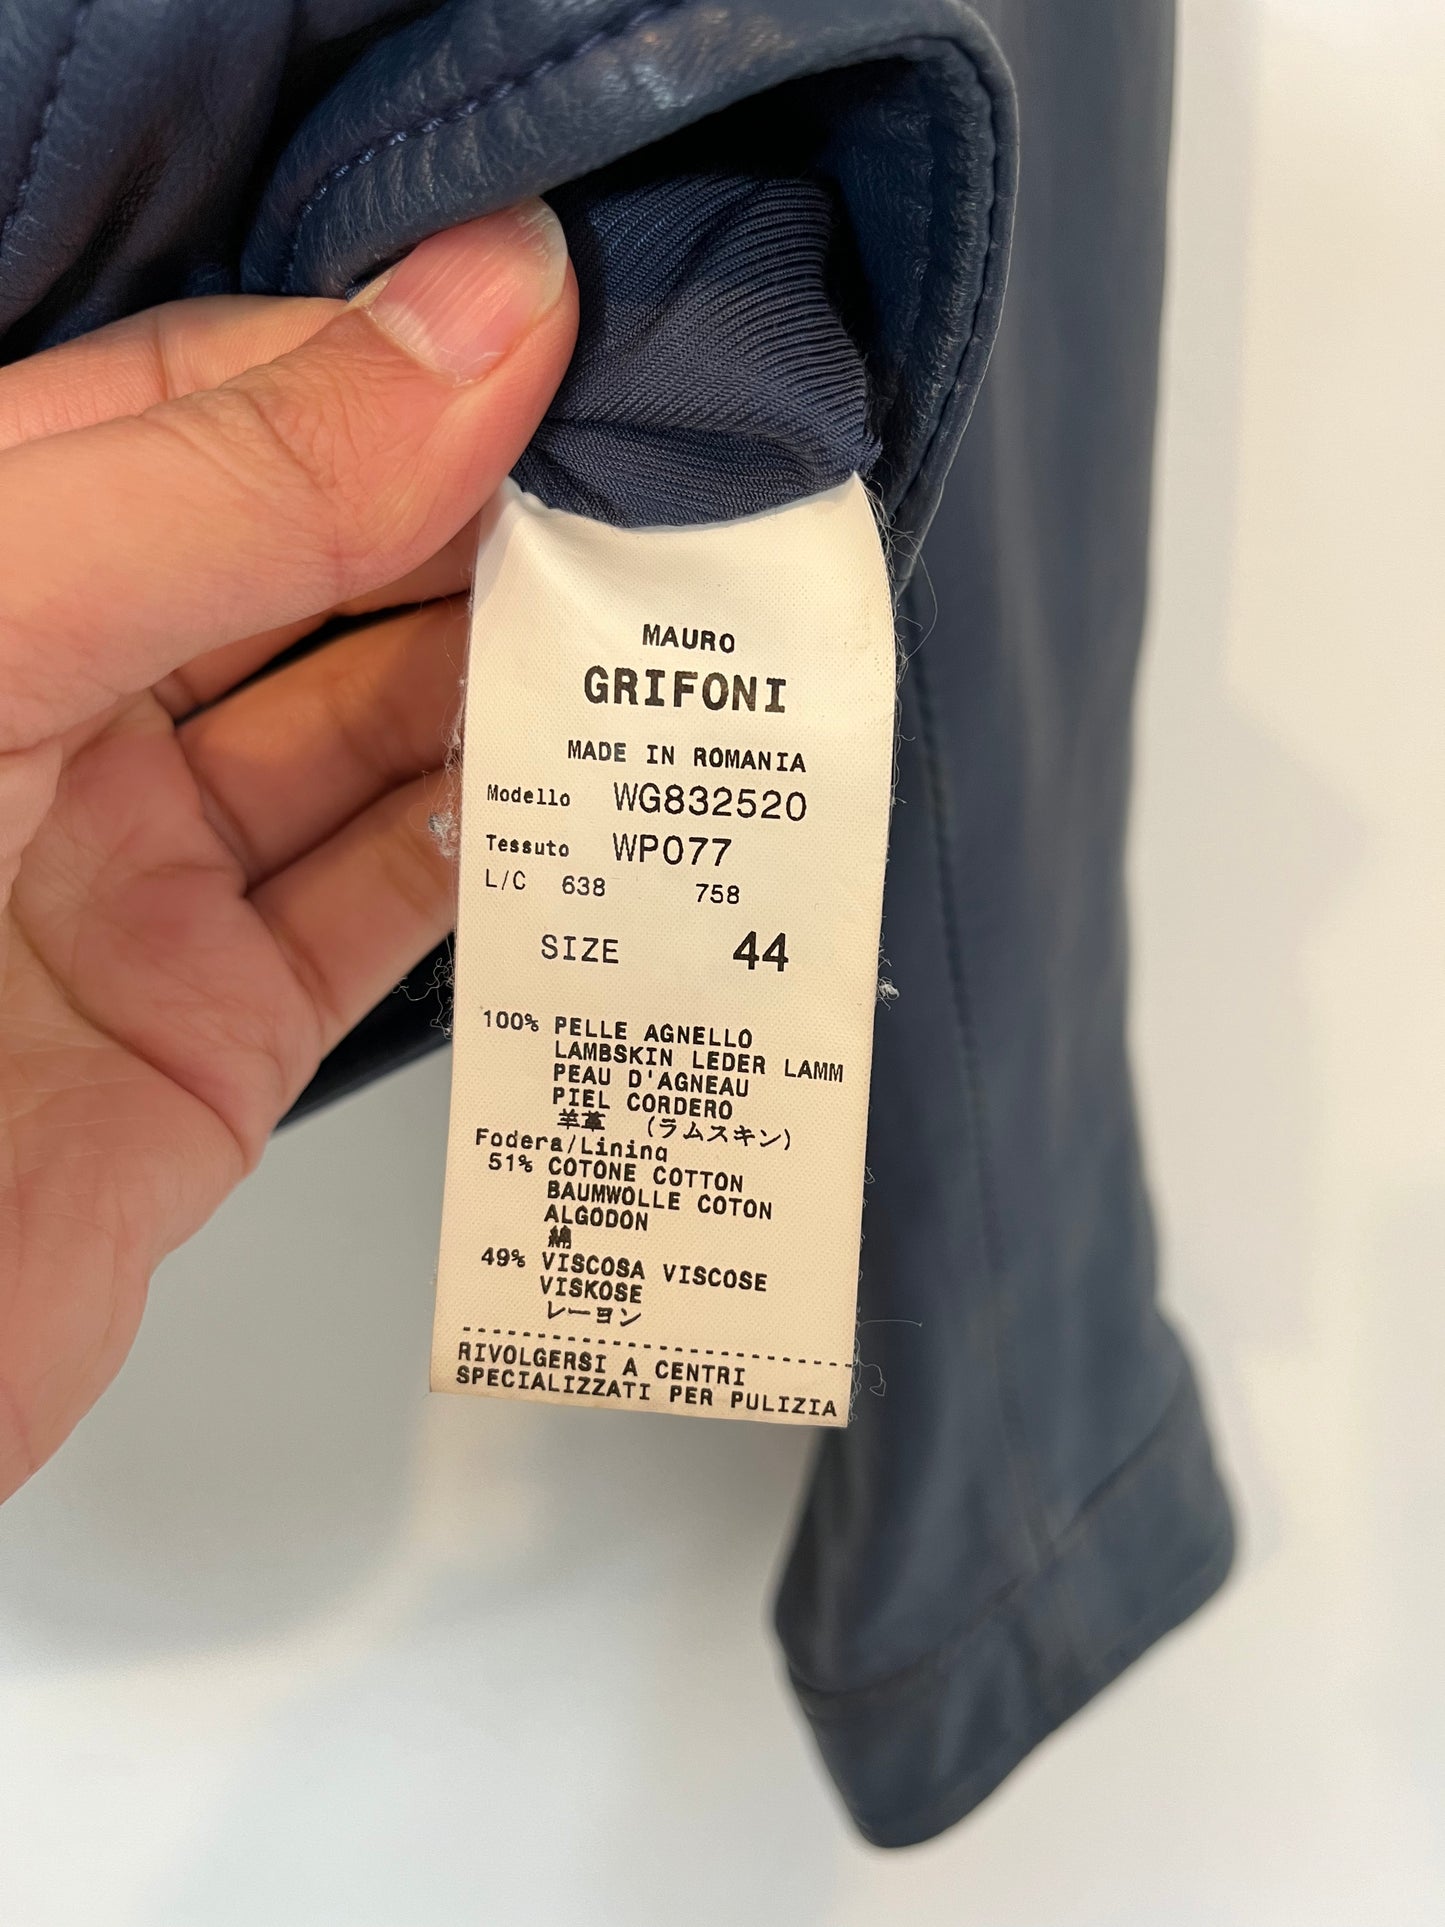 MAURO
GRIFONI
MADE IN ROMANIA
Modello WG832520
Tessuto WP077
L/C 638 758
SIZE 44
100% PELLE AGNELLO
LAMBSKIN LEDER LAMM
PEAU D'AGNEAU
PIEL CORDERO
羊革 (ラムスキン)
Fodera/Lining
51% COTONE COTTON
BAUMWOLLE COTON
ALGODON
綿
49% VISCOSA VISCOSE
VISKOSE
レーヨン
RIVOLGERSI A CENTRI
SPECIALIZZATI PER PULIZIA